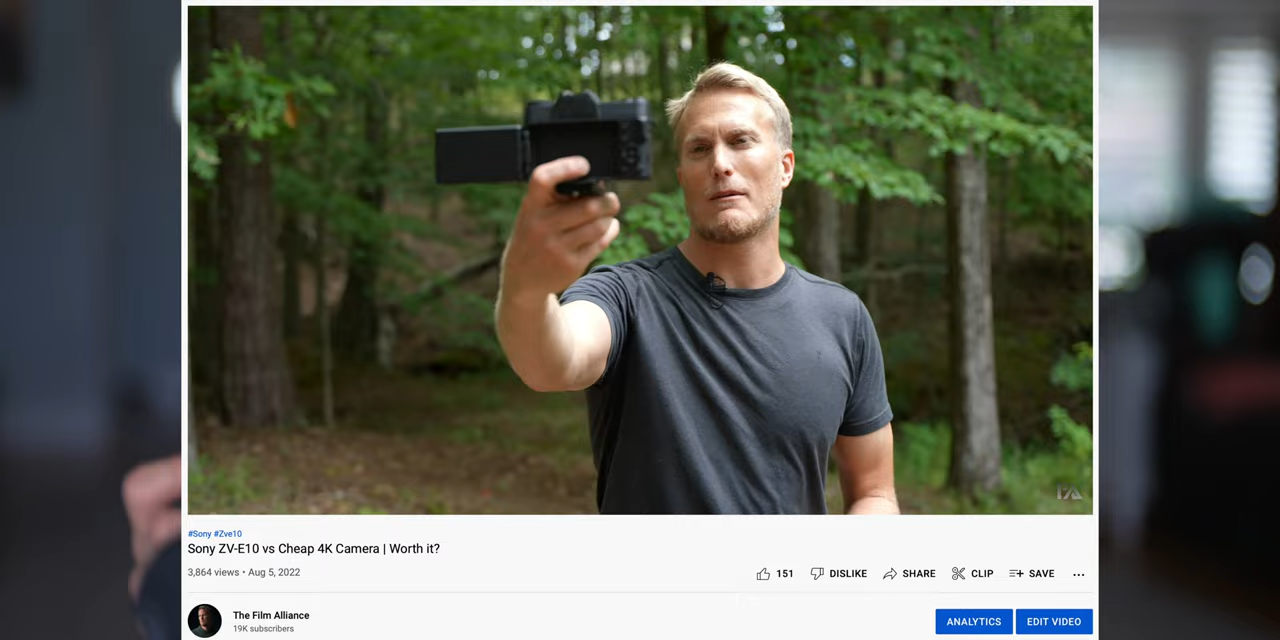 FA
#Sony #Zve10
Sony ZV-E10 vs Cheap 4K Camera | Worth it?
3,864 views • Aug 5, 2022
151
DISLIKE
SHARE
CLIP
SAVE
The Film Alliance
19K subscribers
ANALYTICS
EDIT VIDEO